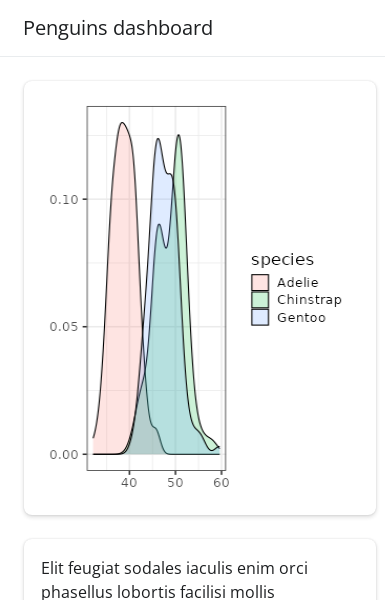 Penguins dashboard
0.10
0.05
0.00
40 50 60
species
Adelie
Chinstrap
Gentoo
Elit feugiat sodales iaculis enim orci
phasellus lobortis facilisi mollis